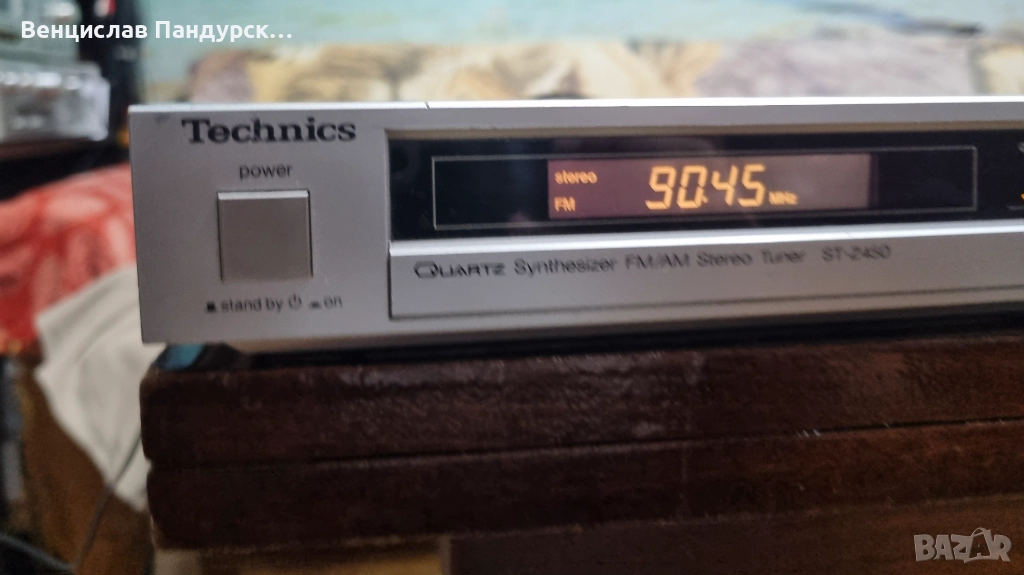 Венцислав Пандурск...
Technics
power
stereo
FM 90.45 MHz
QUARTZ Synthesizer FM/AM Stereo Tuner ST-Z450
stand by on
BAZAR